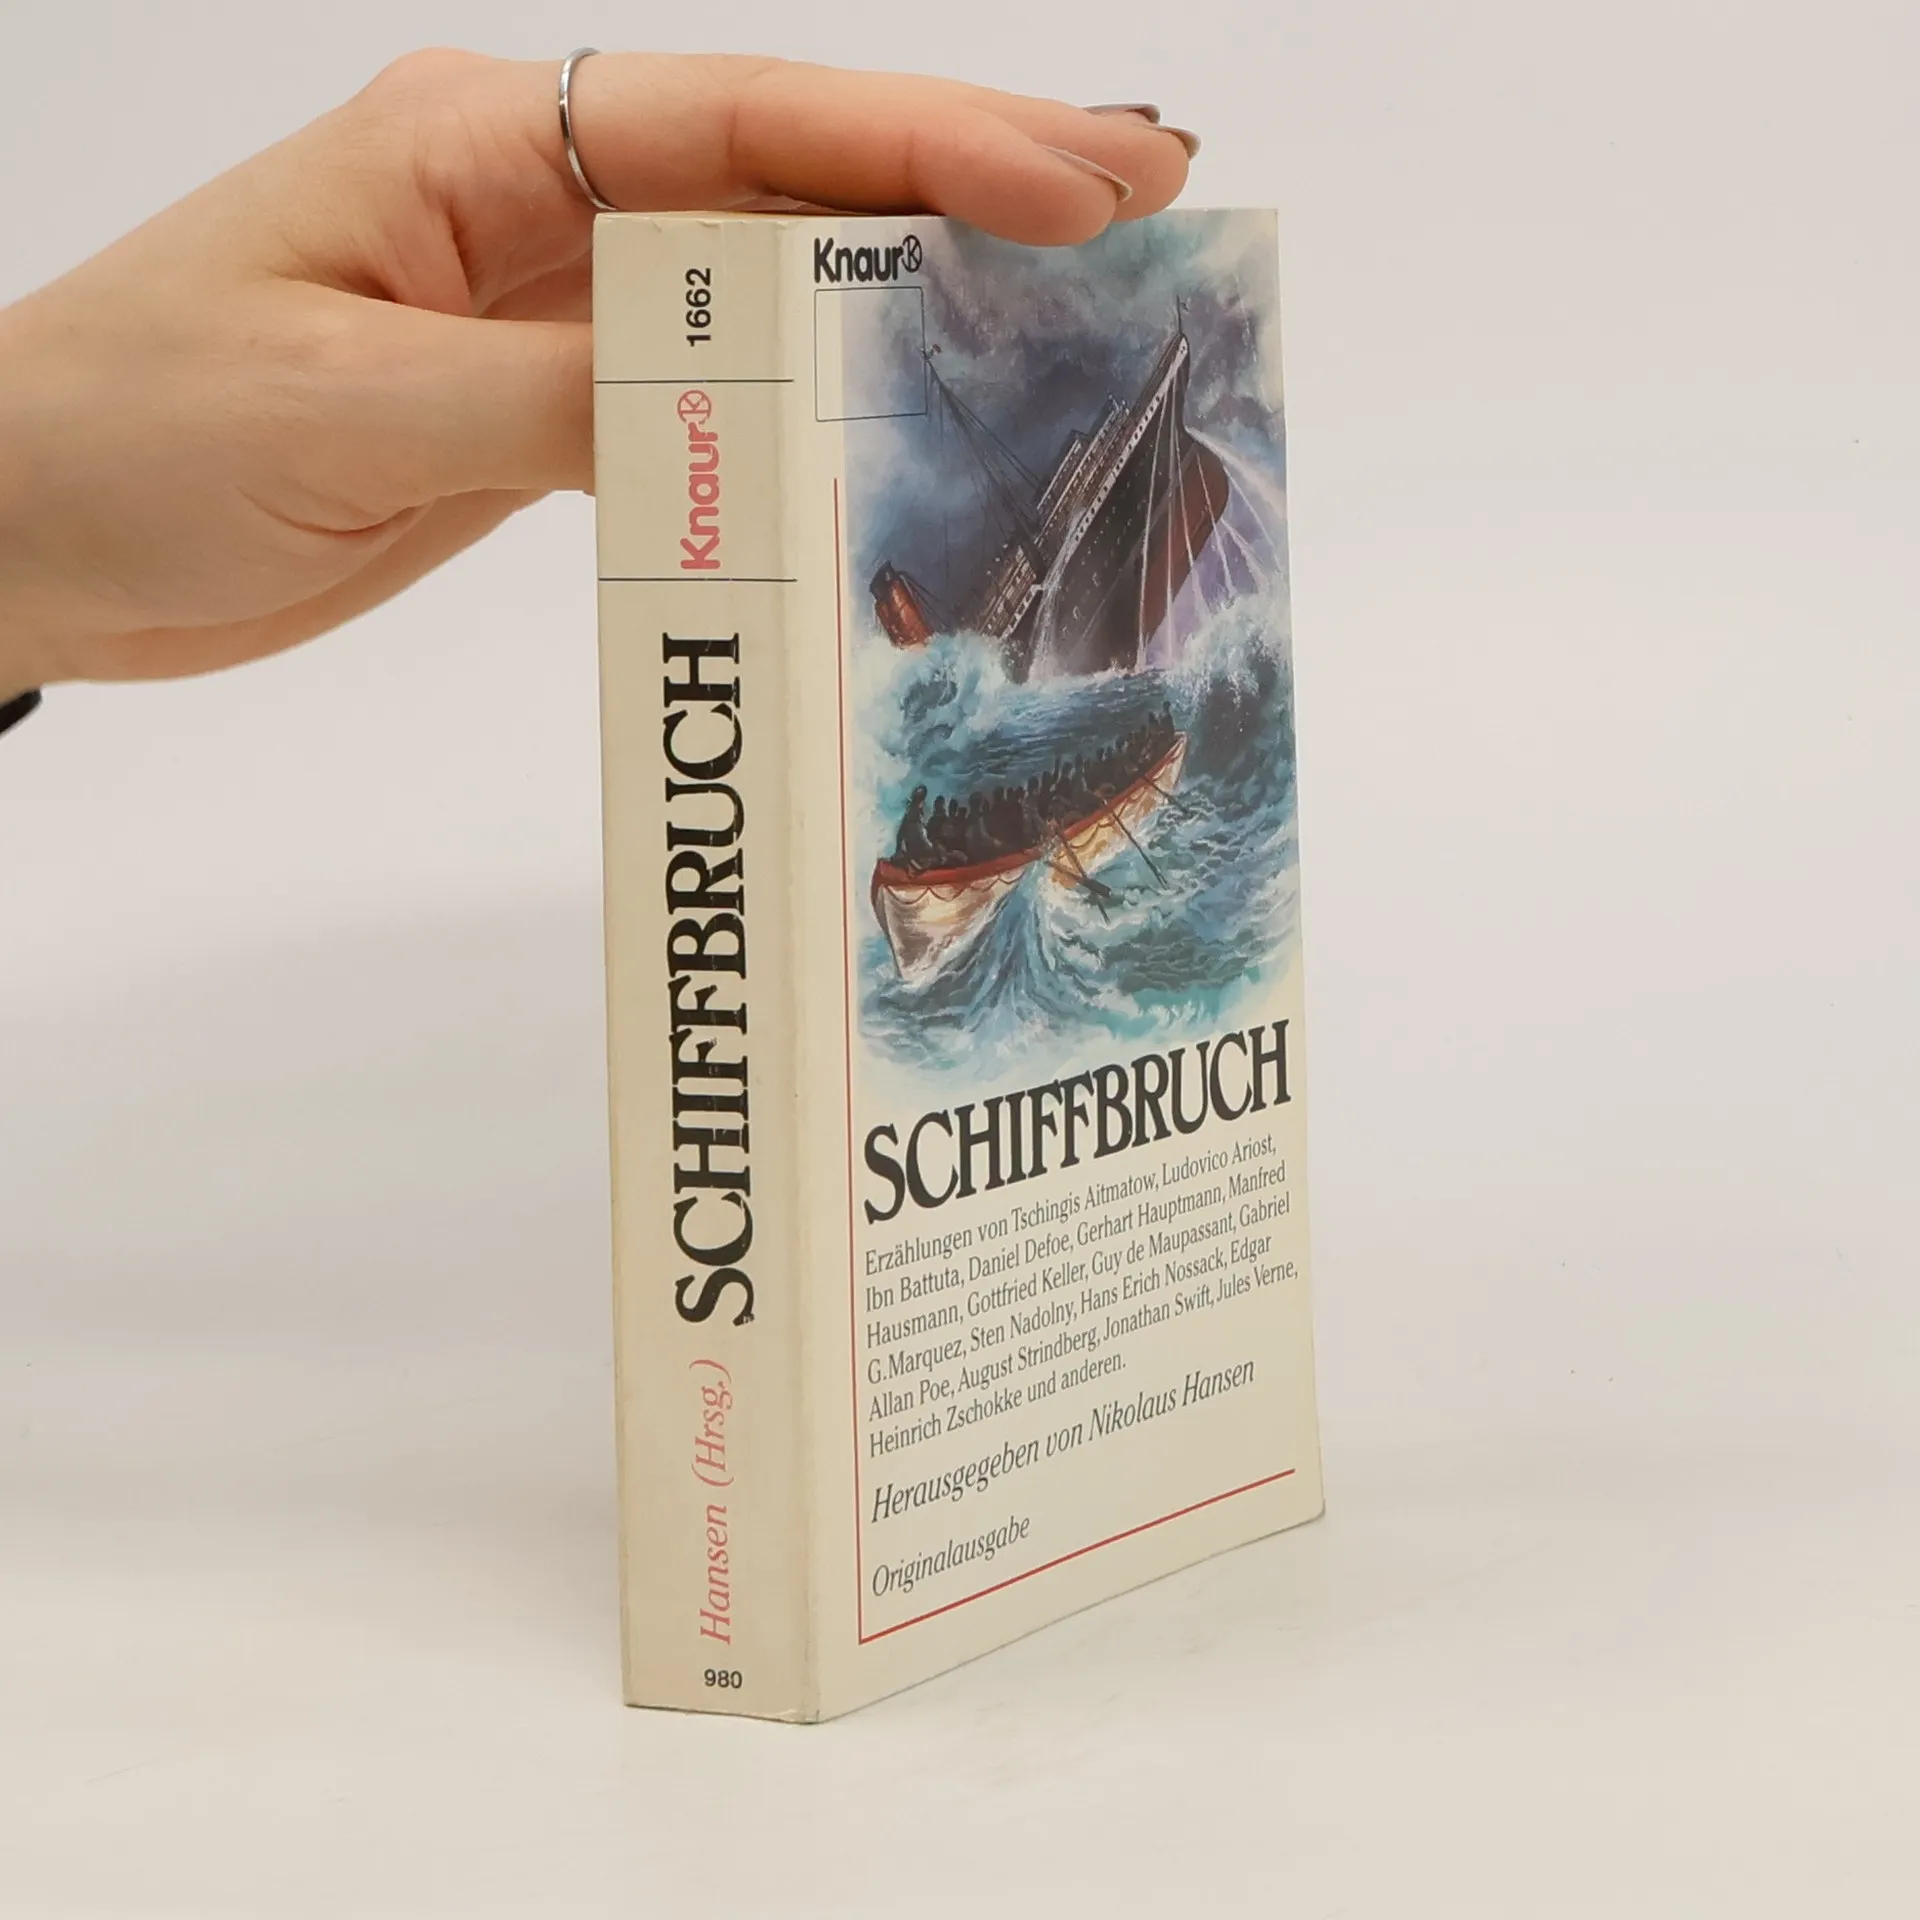 1662
Knaur
SCHIFFBRUCH
Hansen (Hrsg.)
980
Knaur
SCHIFFBRUCH
Erzählungen von Tschingis Aitmatow, Ludovico Ariost,
Ibn Battuta, Daniel Defoe, Gerhart Hauptmann, Manfred
Hausmann, Gottfried Keller, Guy de Maupassant, Gabriel
G.Marquez, Sten Nadolny, Hans Erich Nossack, Edgar
Allan Poe, August Strindberg, Jonathan Swift, Jules Verne,
Heinrich Zschokke und anderen.
Herausgegeben von Nikolaus Hansen
Originalausgabe